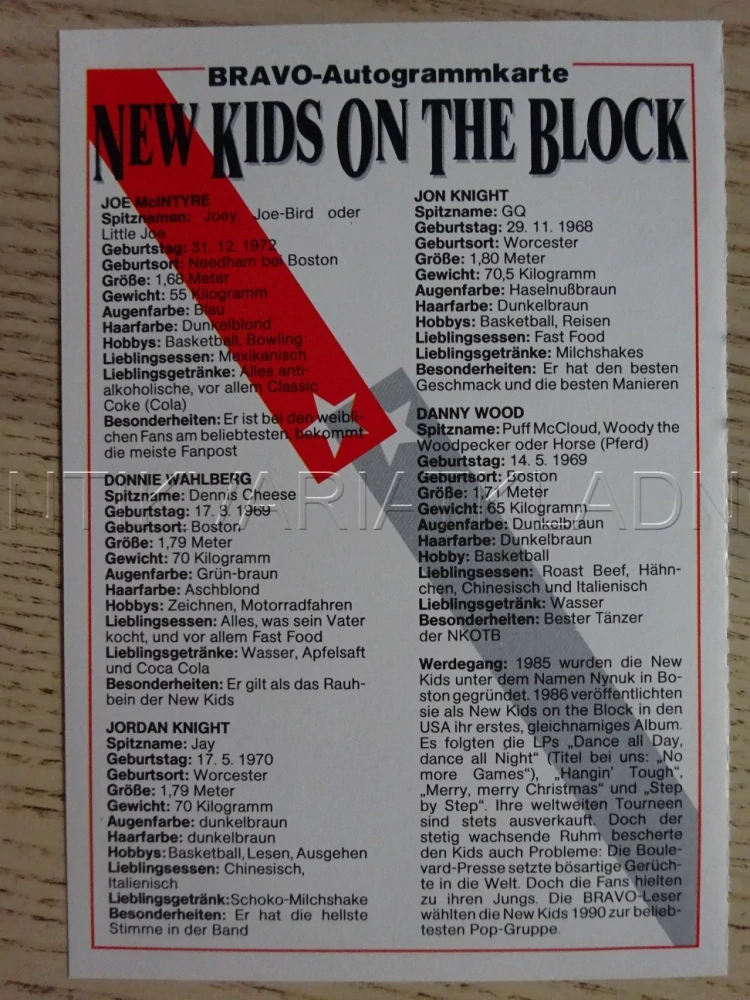 BRAVO-Autogrammkarte
NEW KIDS ON THE BLOCK
JOE McINTYRE
Spitznamen: Joey, Joe-Bird oder
Little Joe
Geburtstag: 31. 12. 1972
Geburtsort: Needham bei Boston
Größe: 1,68 Meter
Gewicht: 55 Kilogramm
Augenfarbe: Blau
Haarfarbe: Dunkelblond
Hobbys: Basketball, Bowling
Lieblingsessen: Mexikanisch
Lieblingsgetränke: Alles anti-
alkoholische, vor allem Classic
Coke (Cola)
Besonderheiten: Er ist bei den weibli-
chen Fans am beliebtesten, bekommt
die meiste Fanpost
DONNIE WAHLBERG
Spitzname: Dennis Cheese
Geburtstag: 17. 8. 1969
Geburtsort: Boston
Größe: 1,79 Meter
Gewicht: 70 Kilogramm
Augenfarbe: Grün-braun
Haarfarbe: Aschblond
Hobbys: Zeichnen, Motorradfahren
Lieblingsessen: Alles, was sein Vater
kocht, und vor allem Fast Food
Lieblingsgetränke: Wasser, Apfelsaft
und Coca Cola
Besonderheiten: Er gilt als das Rauh-
bein der New Kids
JORDAN KNIGHT
Spitzname: Jay
Geburtstag: 17. 5. 1970
Geburtsort: Worcester
Größe: 1,79 Meter
Gewicht: 70 Kilogramm
Augenfarbe: dunkelbraun
Haarfarbe: dunkelbraun
Hobbys: Basketball, Lesen, Ausgehen
Lieblingsessen: Chinesisch,
Italienisch
Lieblingsgetränk: Schoko-Milchshake
Besonderheiten: Er hat die hellste
Stimme in der Band
JON KNIGHT
Spitzname: GQ
Geburtstag: 29. 11. 1968
Geburtsort: Worcester
Größe: 1,80 Meter
Gewicht: 70,5 Kilogramm
Augenfarbe: Haselnußbraun
Haarfarbe: Dunkelbraun
Hobbys: Basketball, Reisen
Lieblingsessen: Fast Food
Lieblingsgetränke: Milchshakes
Besonderheiten: Er hat den besten
Geschmack und die besten Manieren
DANNY WOOD
Spitzname: Puff McCloud, Woody the
Woodpecker oder Horse (Pferd)
Geburtstag: 14. 5. 1969
Geburtsort: Boston
Größe: 1,77 Meter
Gewicht: 65 Kilogramm
Augenfarbe: Dunkelbraun
Haarfarbe: Dunkelbraun
Hobby: Basketball
Lieblingsessen: Roast Beef, Hähn-
chen, Chinesisch und Italienisch
Lieblingsgetränk: Wasser
Besonderheiten: Bester Tänzer
der NKOTB
Werdegang: 1985 wurden die New
Kids unter dem Namen Nynuk in Bo-
ston gegründet. 1986 veröffentlichten
sie als New Kids on the Block in den
USA ihr erstes, gleichnamiges Album.
Es folgten die LPs „Dance all Day,
dance all Night“ (Titel bei uns: „No
more Games“), „Hangin' Tough“,
„Merry, merry Christmas“ und „Step
by Step“. Ihre weltweiten Tourneen
sind stets ausverkauft. Doch der
stetig wachsende Ruhm bescherte
den Kids auch Probleme: Die Boule-
vard-Presse setzte bösartige Gerüch-
te in die Welt. Doch die Fans hielten
zu ihren Jungs. Die BRAVO-Leser
wählten die New Kids 1990 zur belieb-
testen Pop-Gruppe.